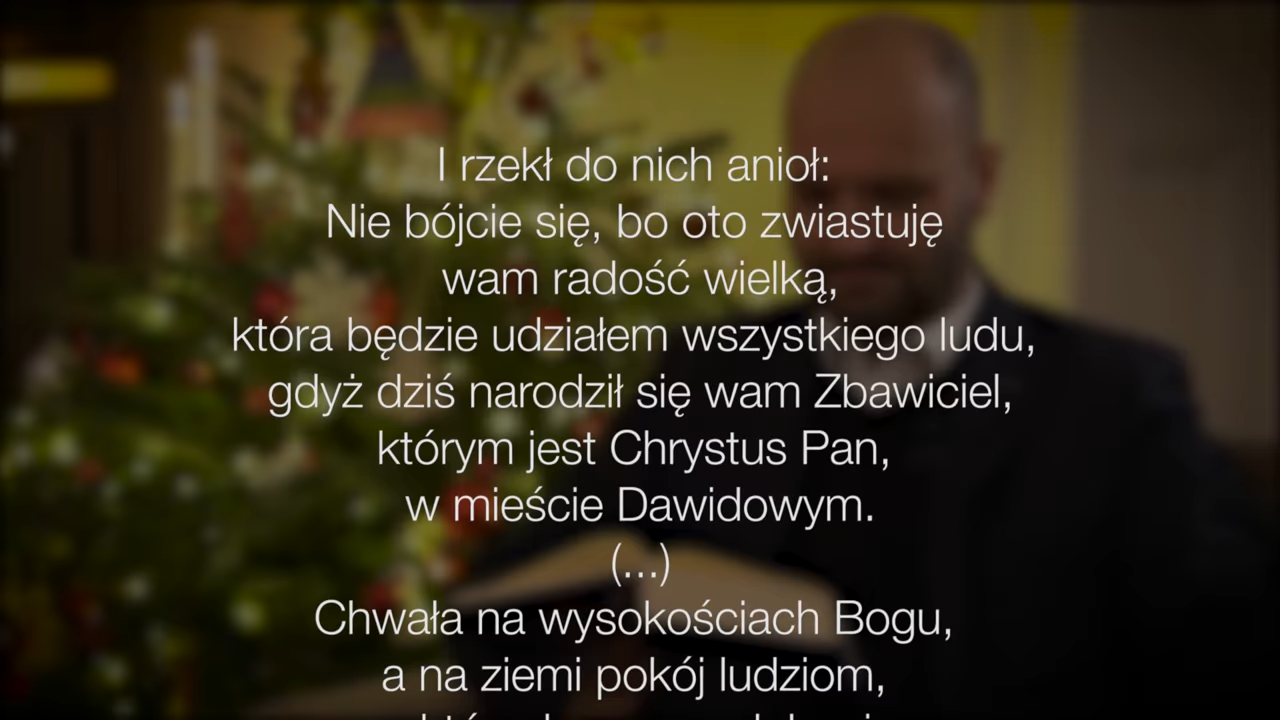 I rzekł do nich anioł:
Nie bójcie się, bo oto zwiastuję
wam radość wielką,
która będzie udziałem wszystkiego ludu,
gdyż dziś narodził się wam Zbawiciel,
którym jest Chrystus Pan,
w mieście Dawidowym.
(...)
Chwała na wysokościach Bogu,
a na ziemi pokój ludziom,